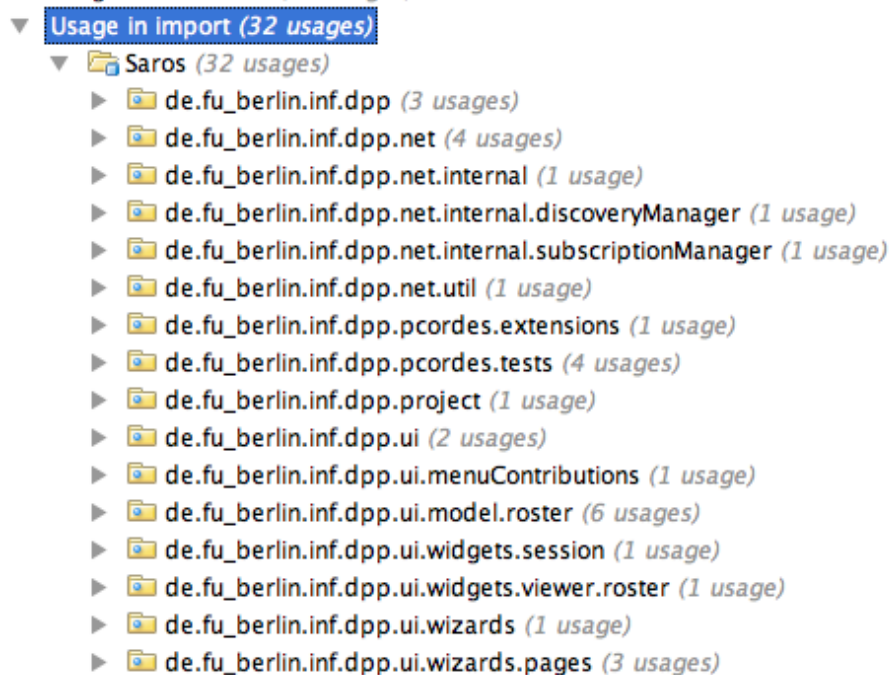 Usage in import (32 usages)
Saros (32 usages)
de.fu_berlin.inf.dpp (3 usages)
de.fu_berlin.inf.dpp.net (4 usages)
de.fu_berlin.inf.dpp.net.internal (1 usage)
de.fu_berlin.inf.dpp.net.internal.discoveryManager (1 usage)
de.fu_berlin.inf.dpp.net.internal.subscriptionManager (1 usage)
de.fu_berlin.inf.dpp.net.util (1 usage)
de.fu_berlin.inf.dpp.pcordes.extensions (1 usage)
de.fu_berlin.inf.dpp.pcordes.tests (4 usages)
de.fu_berlin.inf.dpp.project (1 usage)
de.fu_berlin.inf.dpp.ui (2 usages)
de.fu_berlin.inf.dpp.ui.menuContributions (1 usage)
de.fu_berlin.inf.dpp.ui.model.roster (6 usages)
de.fu_berlin.inf.dpp.ui.widgets.session (1 usage)
de.fu_berlin.inf.dpp.ui.widgets.viewer.roster (1 usage)
de.fu_berlin.inf.dpp.ui.wizards (1 usage)
de.fu_berlin.inf.dpp.ui.wizards.pages (3 usages)